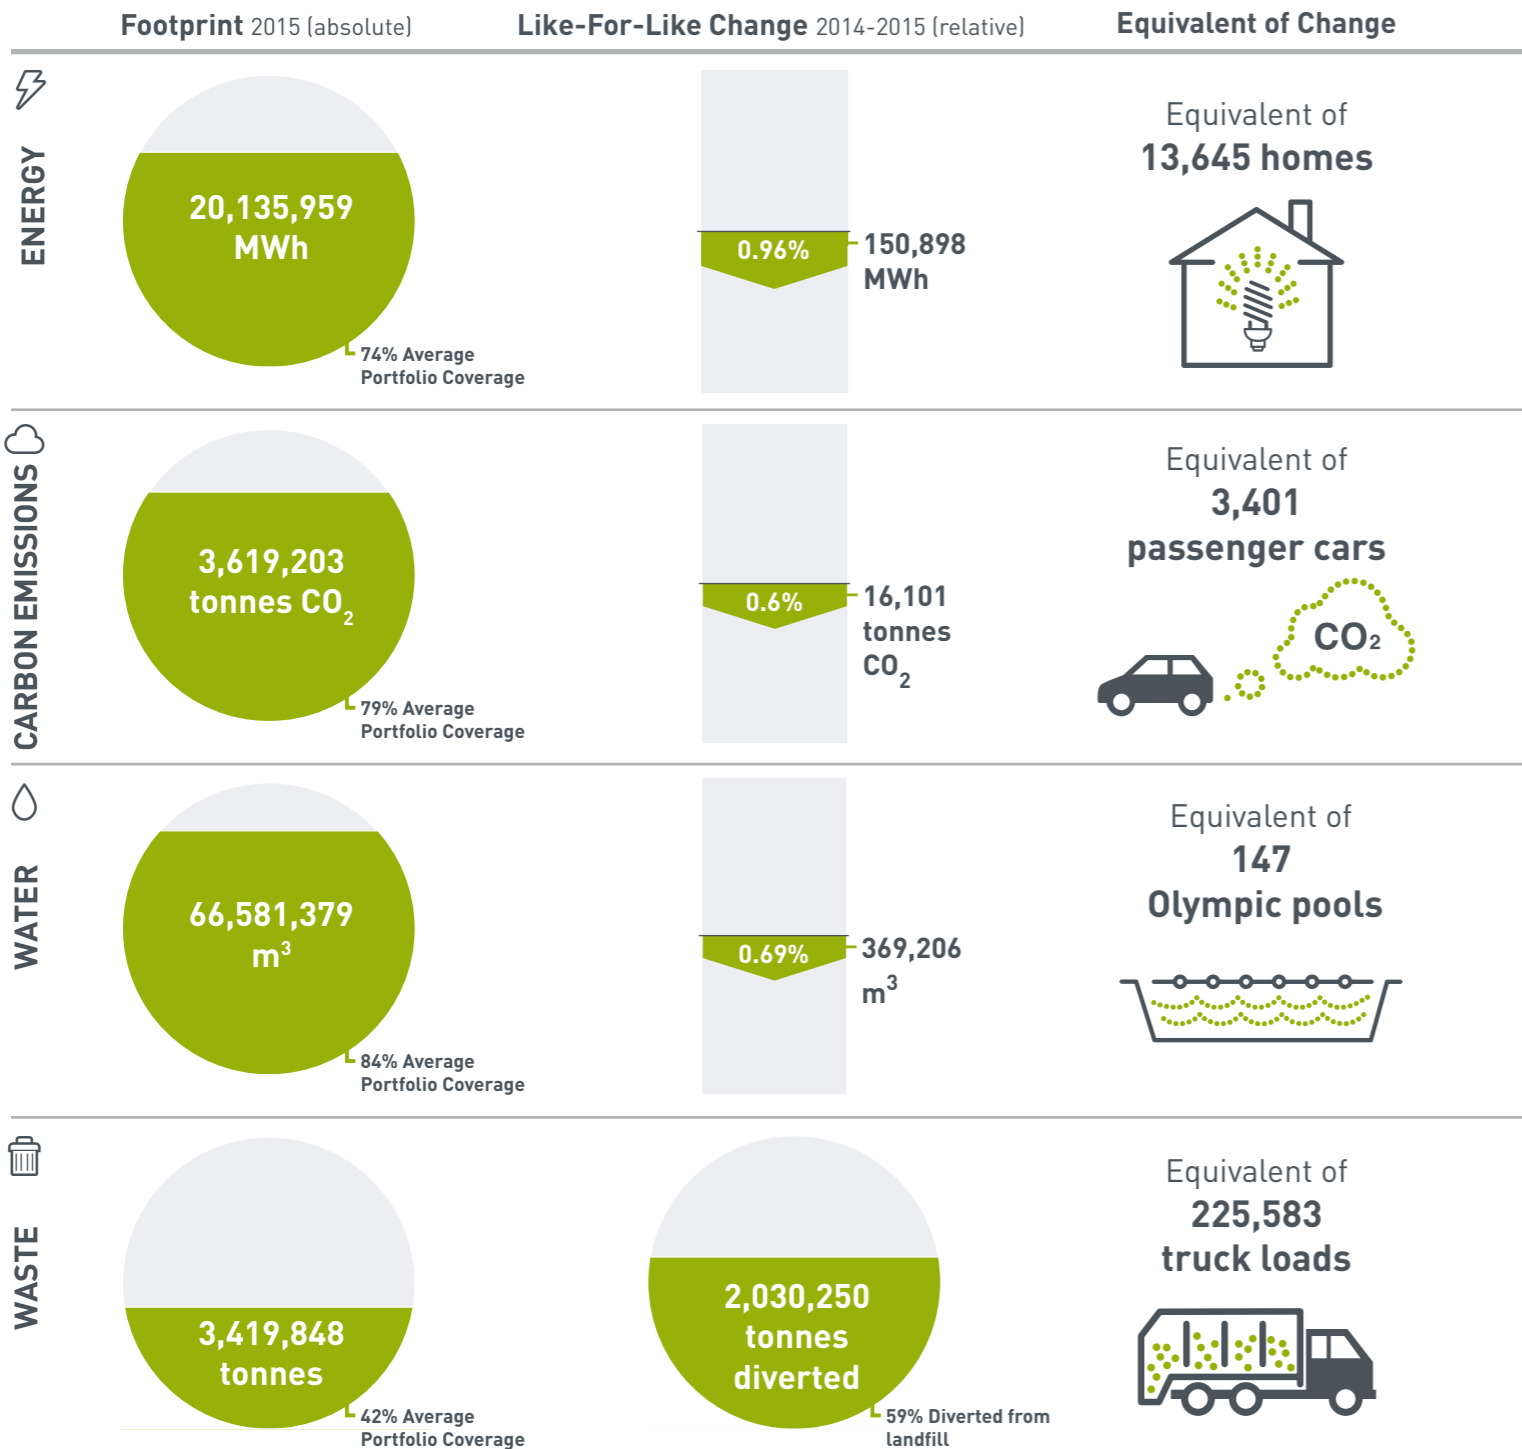 Footprint 2015 (absolute)
Like-For-Like Change 2014-2015 (relative)
Equivalent of Change
ENERGY
20,135,959
MWh
74% Average
Portfolio Coverage
0.96%
150,898
MWh
Equivalent of
13,645 homes
CARBON EMISSIONS
3,619,203
tonnes CO₂
79% Average
Portfolio Coverage
0.6%
16,101
tonnes
CO₂
Equivalent of
3,401
passenger cars
CO₂
WATER
66,581,379
m³
84% Average
Portfolio Coverage
0.69%
369,206
m³
Equivalent of
147
Olympic pools
WASTE
3,419,848
tonnes
42% Average
Portfolio Coverage
2,030,250
tonnes
diverted
59% Diverted from
landfill
Equivalent of
225,583
truck loads